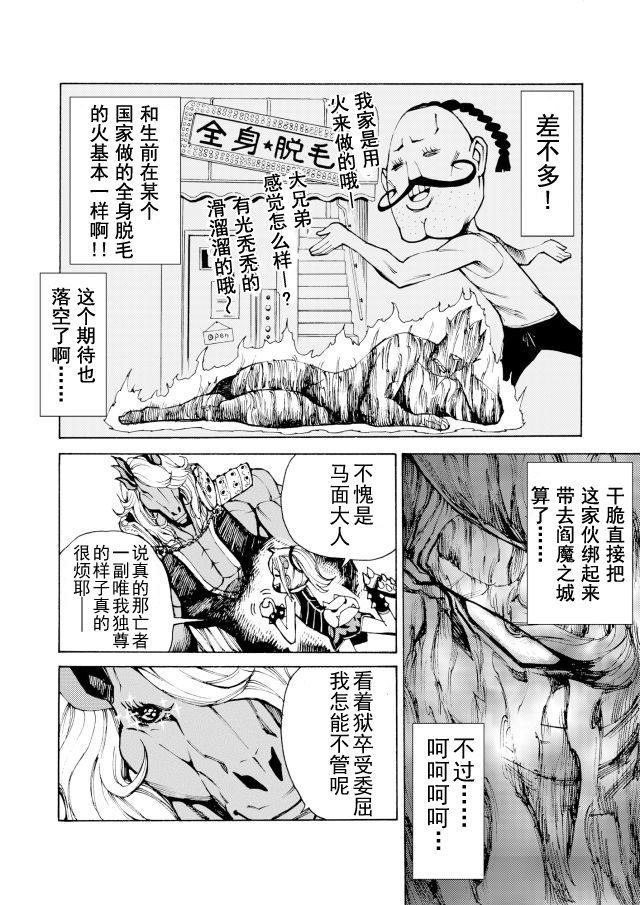 差不多！
我家是用
火来做的哦～
大兄弟
感觉怎么样—？
有光秃秃的
滑溜溜的哦～
全身★脱毛
open
和生前在某个
国家做的全身脱毛
的火基本一样啊!!
这个期待也
落空了啊……
干脆直接把
这家伙绑起来
带去阎魔之城
算了……
不过……
呵呵呵呵…
不愧是
马面大人
说真的那亡者
一副唯我独尊
的样子真的
很烦耶——
看着狱卒受委屈
我怎能不管呢